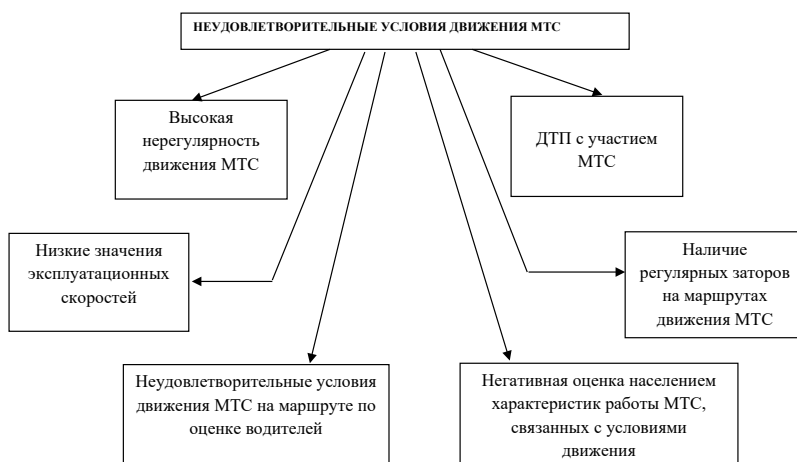 НЕУДОВЛЕТВОРИТЕЛЬНЫЕ УСЛОВИЯ ДВИЖЕНИЯ МТС
Высокая
нерегулярность
движения МТС
ДТП с участием
МТС
Низкие значения
эксплуатационных
скоростей
Наличие
регулярных заторов
на маршрутах
движения МТС
Неудовлетворительные условия
движения МТС на маршруте по
оценке водителей
Негативная оценка населением
характеристик работы МТС,
связанных с условиями
движения